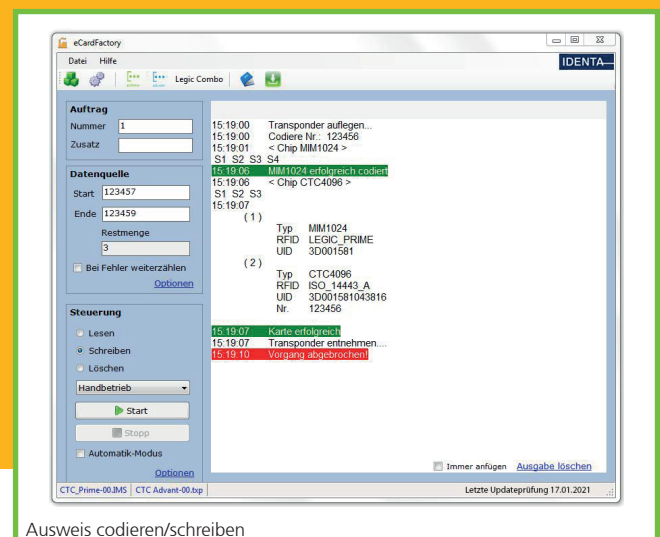 eCardFactory
Datei Hilfe
IDENTA
Legic Combo
Auftrag
Nummer 1
Zusatz
Datenquelle
Start 123457
Ende 123459
Restmenge
3
Bei Fehler weiterzählen
Optionen
Steuerung
Lesen
Schreiben
Löschen
Handbetrieb
Start
Stopp
Automatik-Modus
Optionen
15:19:00 Transponder auflegen...
15:19:00 Codiere Nr.: 123456
15:19:01 < Chip MIM1024 >
S1 S2 S3 S4
15:19:06 MIM1024 erfolgreich codiert
15:19:06 < Chip CTC4096 >
S1 S2 S3
15:19:07
( 1 )
Typ MIM1024
RFID LEGIC_PRIME
UID 3D001581
( 2 )
Typ CTC4096
RFID ISO_14443_A
UID 3D001581043816
Nr. 123456
15:19:07 Karte erfolgreich
15:19:07 Transponder entnehmen....
15:19:10 Vorgang abgebrochen!
Immer anfügen Ausgabe löschen
CTC_Prime-00.IMS CTC Advant-00.txp Letzte Updateprüfung 17.01.2021
Ausweis codieren/schreiben